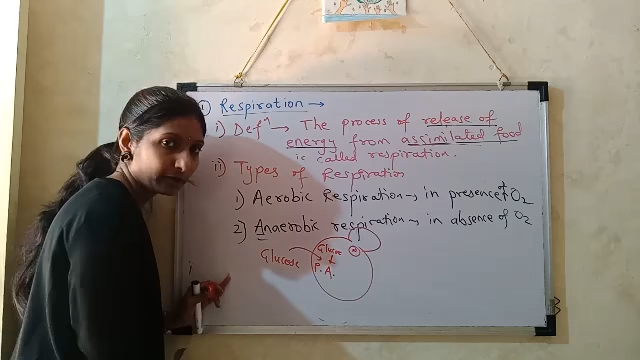 ① Respiration →
i) Defⁿ → The process of release of
energy from assimilated food
is called respiration.
ii) Types of Respiration
1) Aerobic Respiration → in presence of O₂
2) Anaerobic respiration → in absence of O₂
Glucose Glucose
P.A.